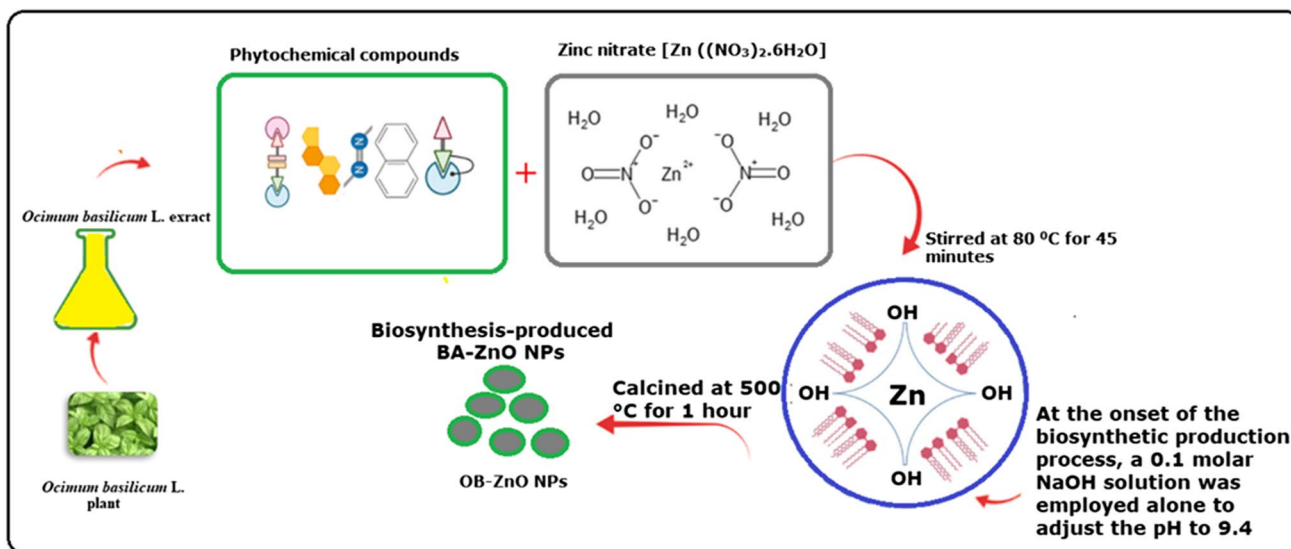 Phytochemical compounds
Zinc nitrate [Zn ((NO₃)₂.6H₂O]
N
N
+
H₂O
H₂O
H₂O
O⁻
O⁻
O=N⁺
Zn²⁺
N⁺=O
O⁻
O⁻
H₂O
H₂O
H₂O
Ocimum basilicum L. exract
Ocimum basilicum L.
plant
Stirred at 80 ⁰C for 45
minutes
OH
OH
Zn
OH
OH
At the onset of the
biosynthetic production
process, a 0.1 molar
NaOH solution was
employed alone to
adjust the pH to 9.4
Calcined at 500
°C for 1 hour
Biosynthesis-produced
BA-ZnO NPs
OB-ZnO NPs